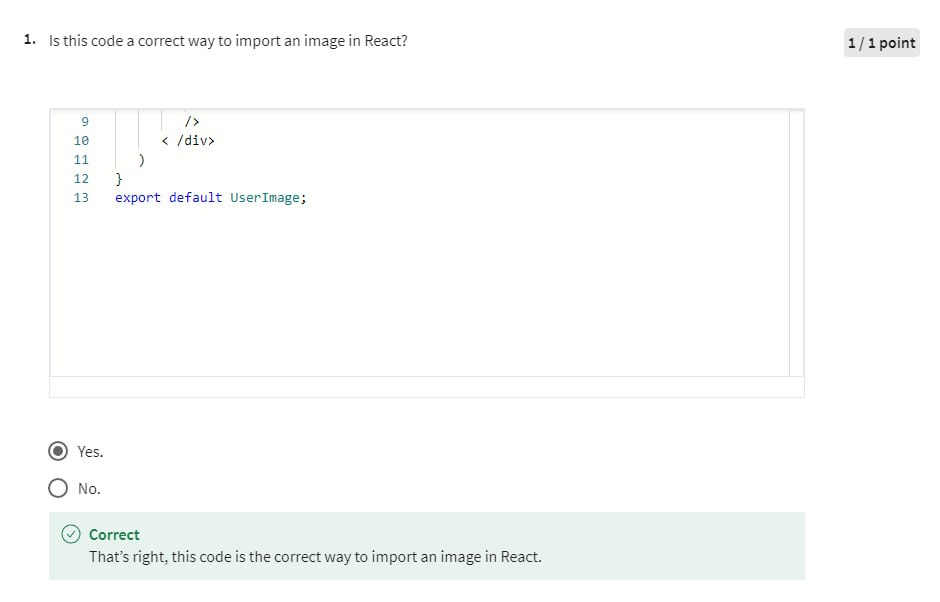 1. Is this code a correct way to import an image in React?
1 / 1 point
9 />
10 < /div>
11 )
12 }
13 export default UserImage;
Yes.
No.
Correct
That's right, this code is the correct way to import an image in React.